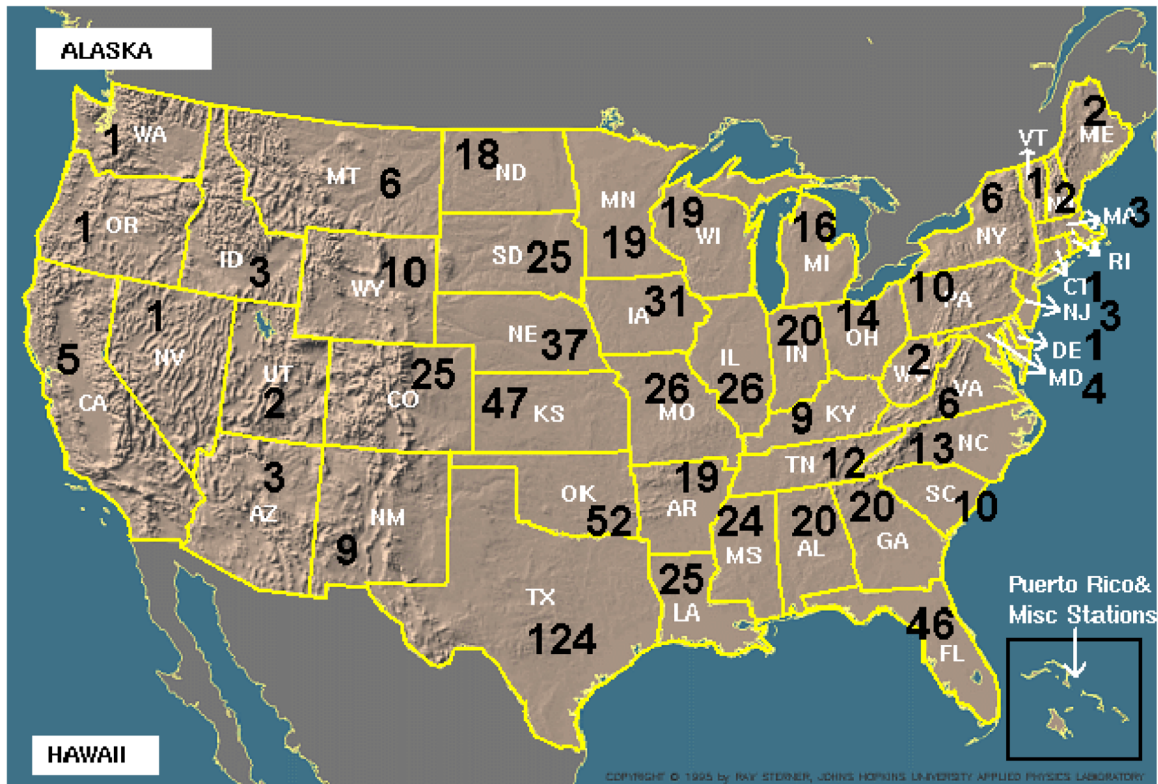 ALASKA
WA 1
MT 6
18 ND
MN 19
19 WI
16 MI
VT 1
2 ME
N 2
MA 3
RI
6 NY
OR 1
ID 3
WY 10
SD 25
IA 31
NE 37
NV 1
UT 2
CO 25
47 KS
26 MO
IL 26
20 IN
14 OH
10 PA
CT 1
NJ 3
DE 1
MD 4
2 WV
VA 6
9 KY
5 CA
3 AZ
NM 9
OK 52
19 AR
TN 12
13 NC
SC 10
24 MS
20 AL
20 GA
TX 124
25 LA
46 FL
Puerto Rico&
Misc Stations
HAWAII
COPYRIGHT © 1995 by RAY STERNER, JOHNS HOPKINS UNIVERSITY APPLIED PHYSICS LABORATORY